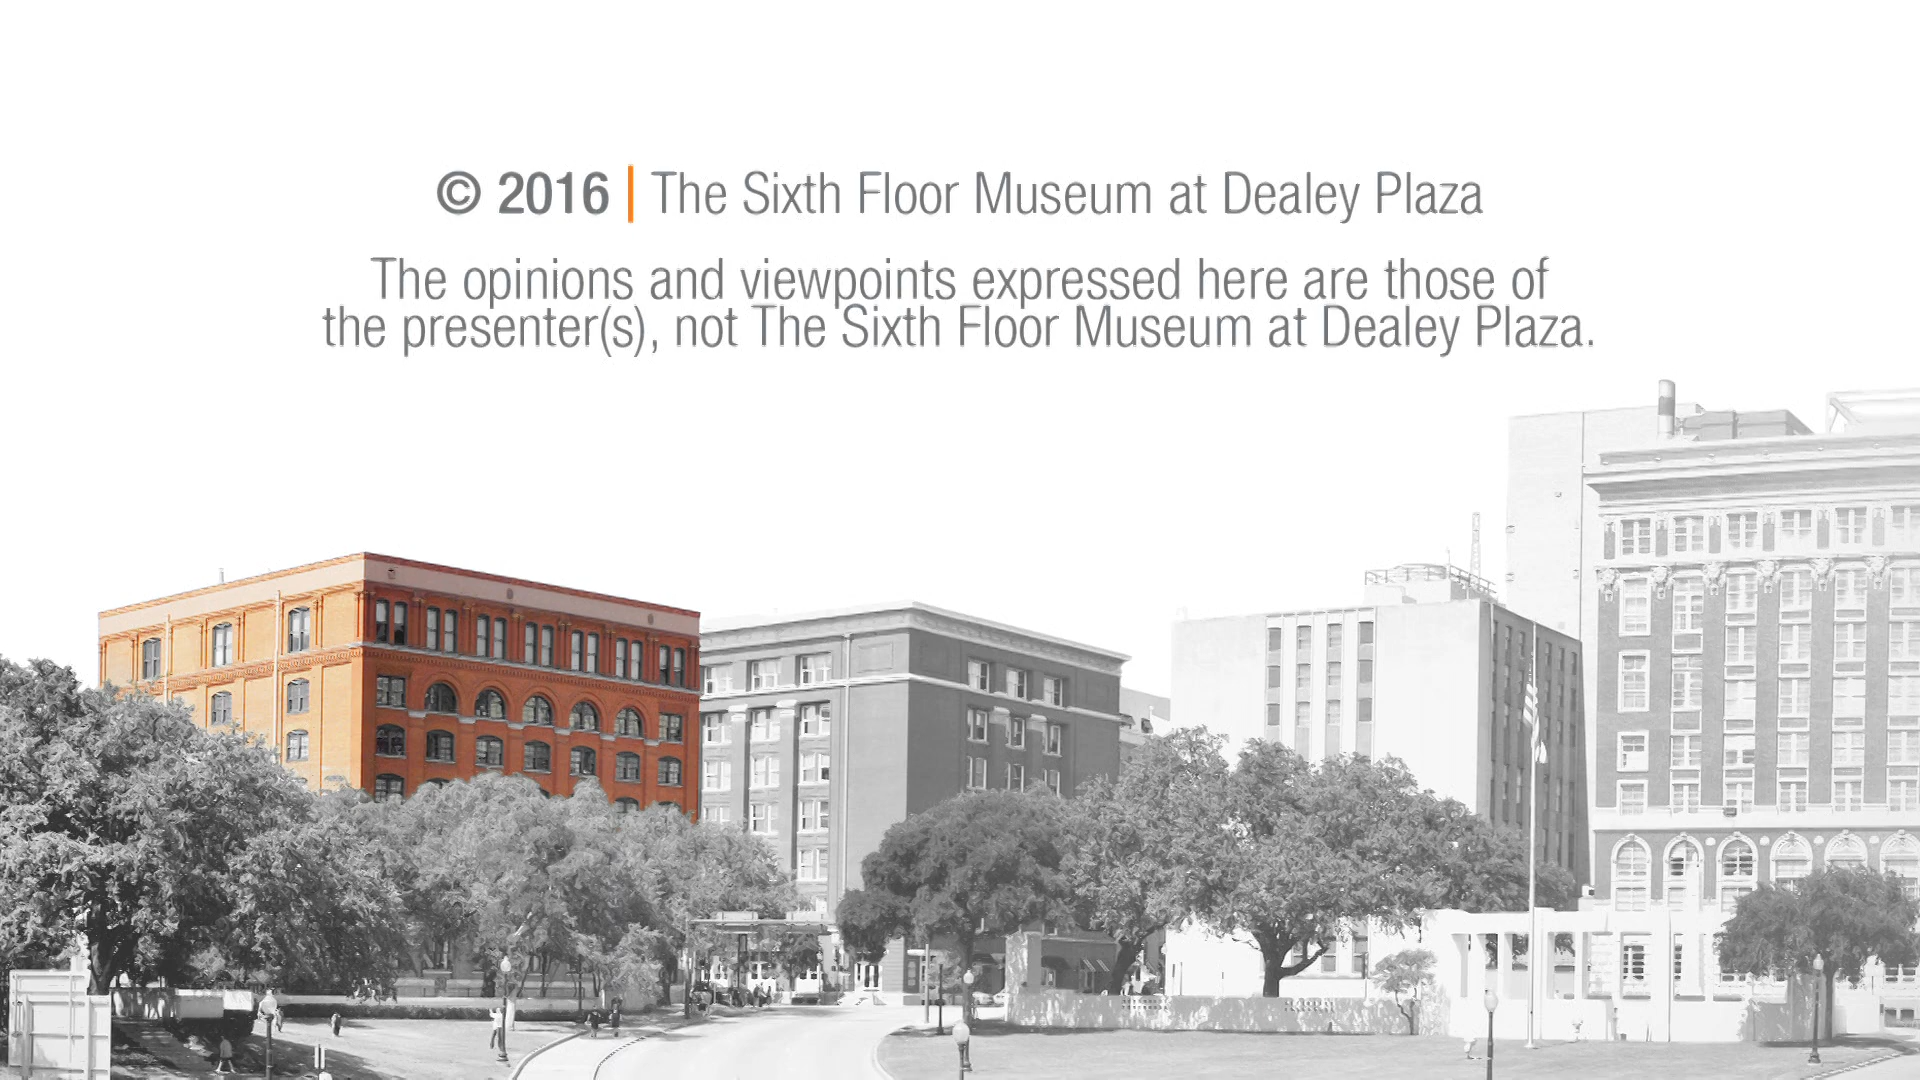 © 2016 | The Sixth Floor Museum at Dealey Plaza
The opinions and viewpoints expressed here are those of
the presenter(s), not The Sixth Floor Museum at Dealey Plaza.